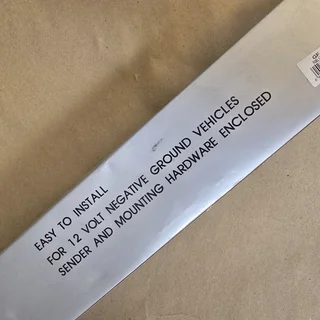 EASY TO INSTALL
FOR 12 VOLT NEGATIVE GROUND VEHICLES
SENDER AND MOUNTING HARDWARE ENCLOSED